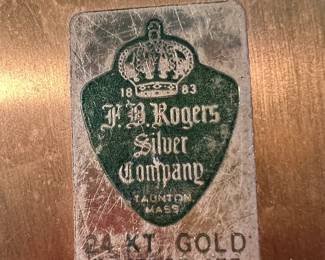 18 83
F. B. Rogers
Silver
Company
TAUNTON
MASS.
24 KT. GOLD